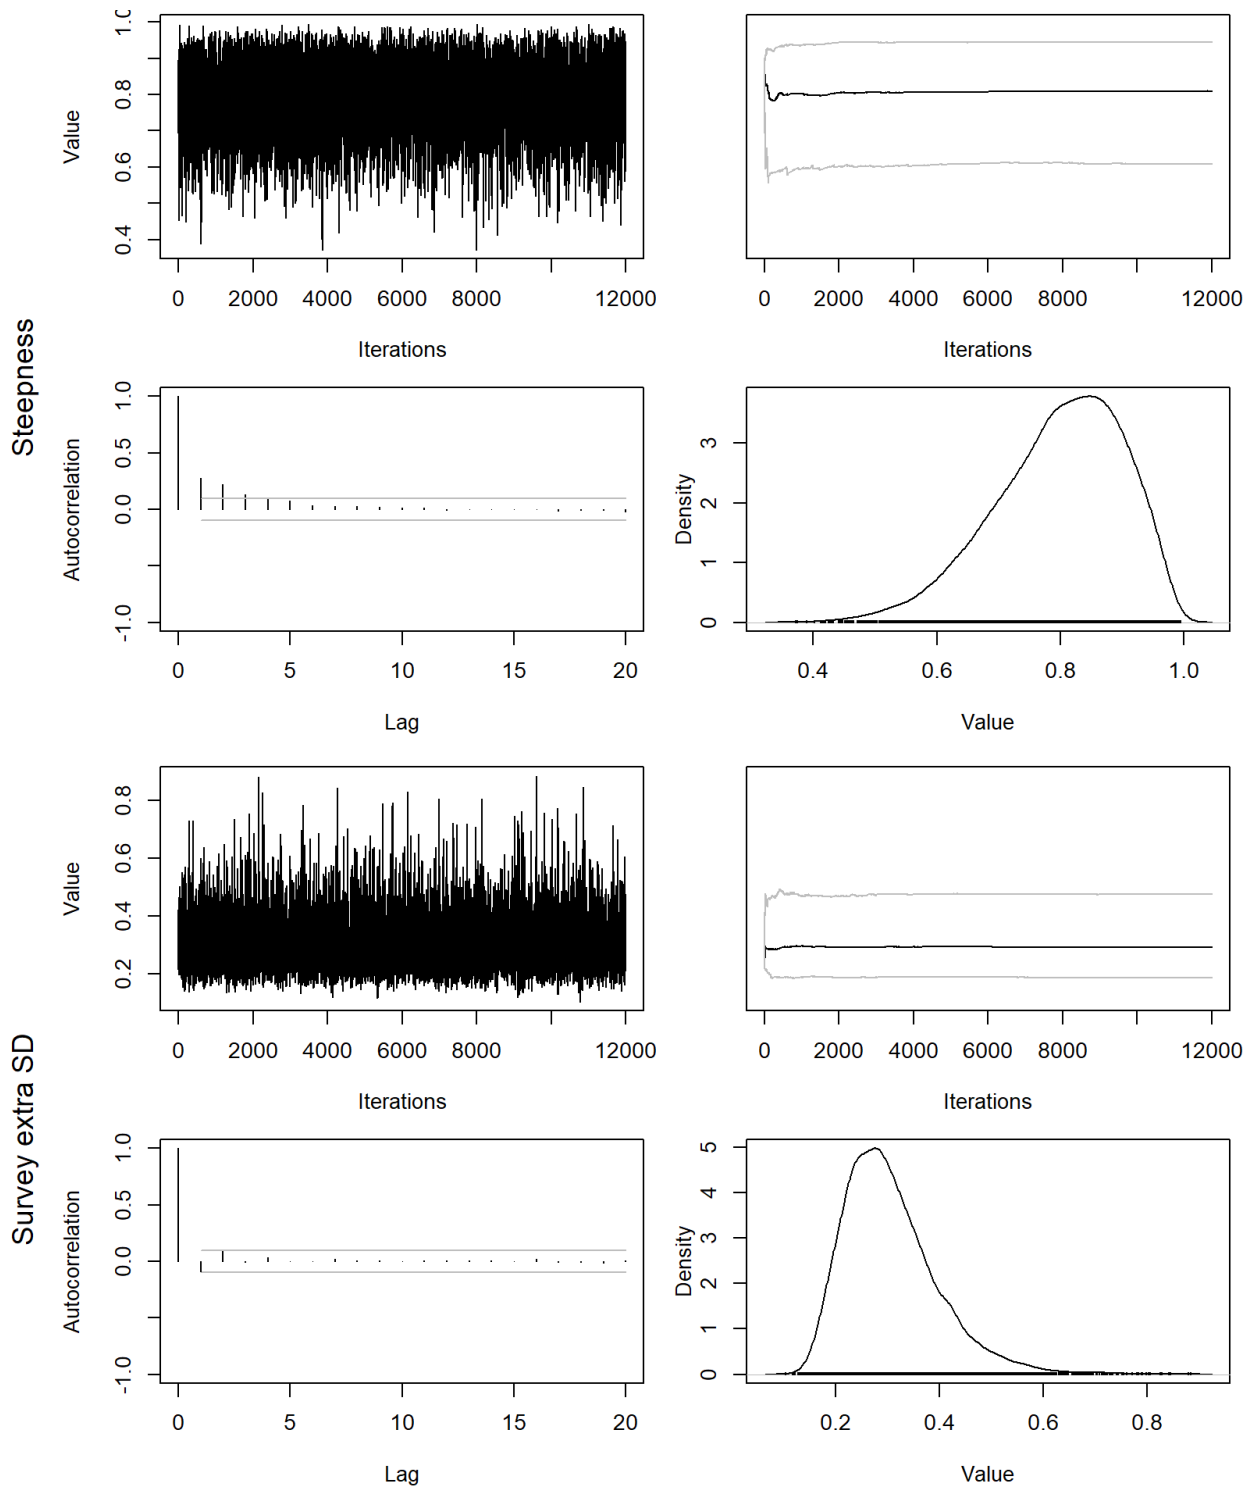 Steepness
Value
0.4 0.6 0.8 1.0
0 2000 4000 6000 8000 12000
Iterations
0 2000 4000 6000 8000 12000
Iterations
Autocorrelation
-1.0 0.0 0.5 1.0
0 5 10 15 20
Lag
Density
0 1 2 3
0.4 0.6 0.8 1.0
Value
Survey extra SD
Value
0.2 0.4 0.6 0.8
0 2000 4000 6000 8000 12000
Iterations
0 2000 4000 6000 8000 12000
Iterations
Autocorrelation
-1.0 0.0 0.5 1.0
0 5 10 15 20
Lag
Density
0 1 2 3 4 5
0.2 0.4 0.6 0.8
Value